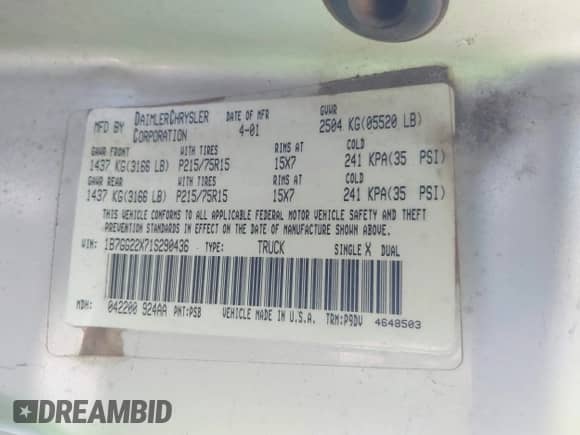 MFD BY DAIMLERCHRYSLER CORPORATION DATE OF MFR 4-01 GVWR 2504 KG(05520 LB)
GAWR FRONT WITH TIRES RIMS AT COLD
1437 KG(3166 LB) P215/75R15 15X7 241 KPA(35 PSI)
GAWR REAR WITH TIRES RIMS AT COLD
1437 KG(3166 LB) P215/75R15 15X7 241 KPA(35 PSI)
THIS VEHICLE CONFORMS TO ALL APPLICABLE FEDERAL MOTOR VEHICLE SAFETY AND THEFT
PREVENTION STANDARDS IN EFFECT ON THE DATE OF MANUFACTURE SHOWN ABOVE.
VIN: 1B7GG22X71S290436 TYPE: TRUCK SINGLE X DUAL
MDH: 042200 924AA PNT:PSB VEHICLE MADE IN U.S.A. TRM:P9DV 4648503
DREAMBID